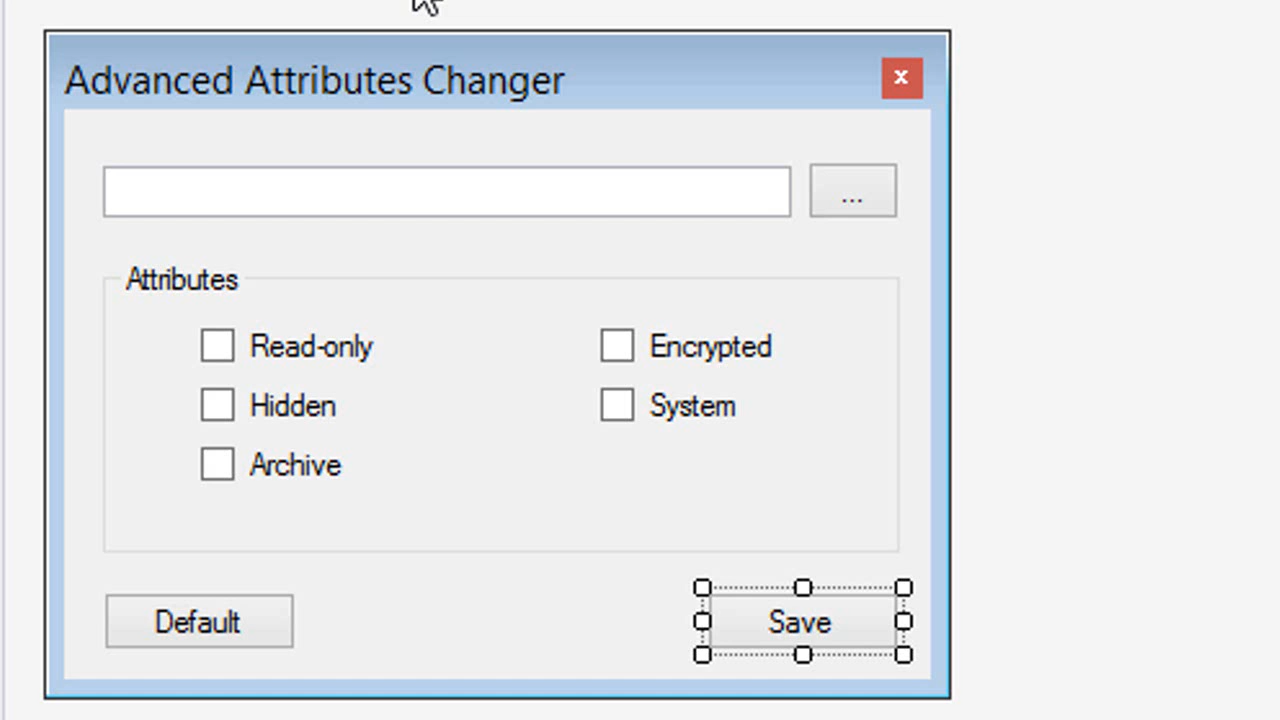 Advanced Attributes Changer
x
...
Attributes
Read-only
Encrypted
Hidden
System
Archive
Default
Save